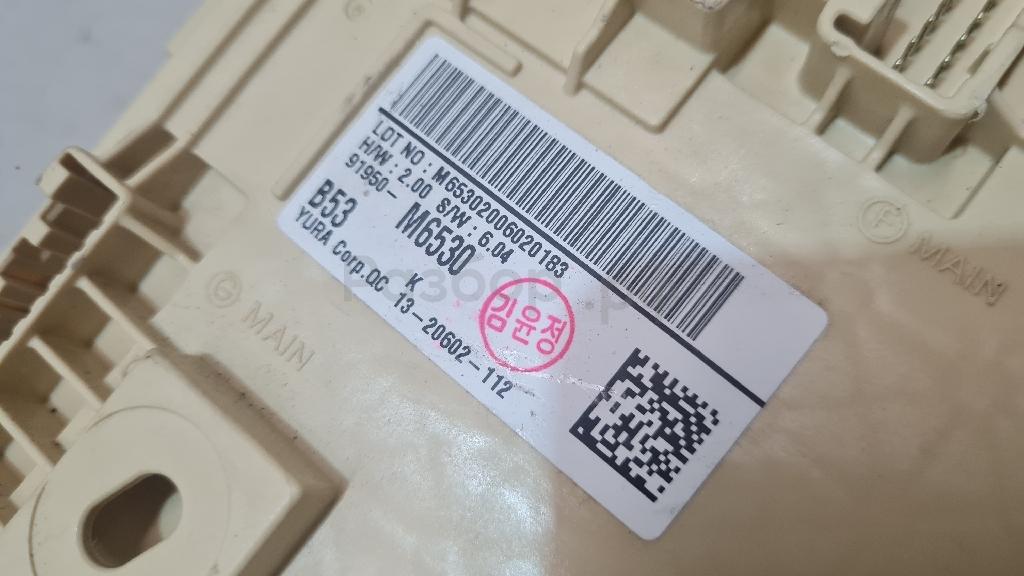 LOT NO : M65302006020183
H/W : 2.00 S/W : 6.04
91950- M6530
B53 K
YURA Corp.QC 13-20602-112
김윤정
G MAIN
F MAIN
G